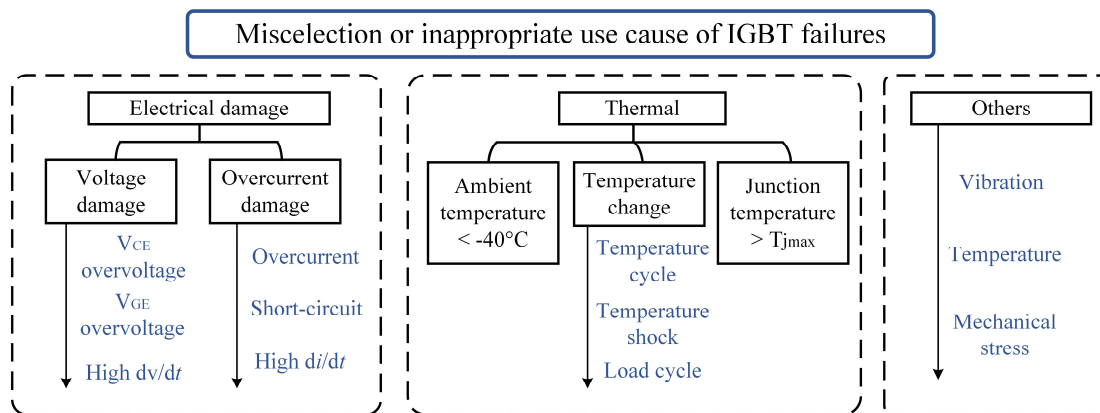 Miscelection or inappropriate use cause of IGBT failures
Electrical damage
Voltage
damage
Overcurrent
damage
VCE
overvoltage
VGE
overvoltage
High dv/dt
Overcurrent
Short-circuit
High di/dt
Thermal
Ambient
temperature
< -40°C
Temperature
change
Junction
temperature
> Tjmax
Temperature
cycle
Temperature
shock
Load cycle
Others
Vibration
Temperature
Mechanical
stress